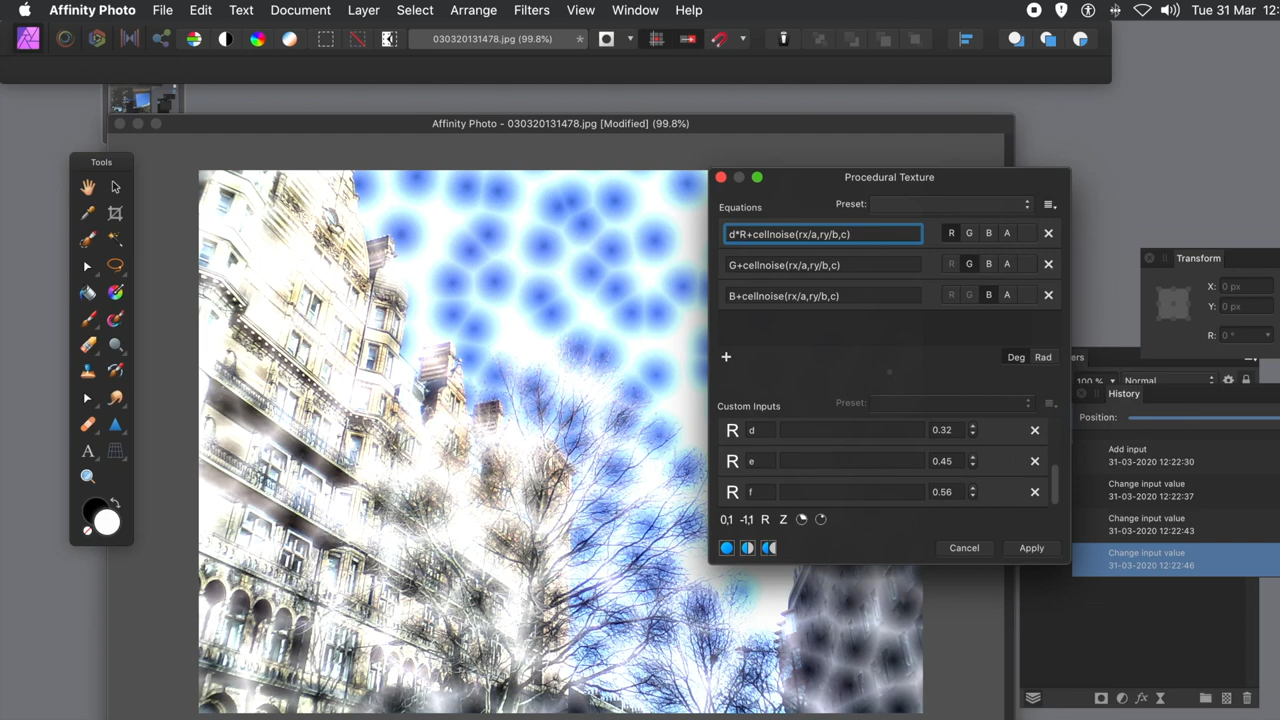 Affinity Photo File Edit Text Document Layer Select Arrange Filters View Window Help Tue 31 Mar 12:
030320131478.jpg (99.8%) *
Affinity Photo - 030320131478.jpg [Modified] (99.8%)
Tools
A
Procedural Texture
Equations Preset:
d*R+cellnoise(rx/a,ry/b,c) R G B A
G+cellnoise(rx/a,ry/b,c) R G B A
B+cellnoise(rx/a,ry/b,c) R G B A
+ Deg Rad
Custom Inputs Preset:
R d 0.32
R e 0.45
R f 0.56
0,1 -1,1 R Z
Cancel Apply
Transform
X: 0 px
Y: 0 px
R: 0 °
100 % Normal
History
Position:
Add input
31-03-2020 12:22:30
Change input value
31-03-2020 12:22:37
Change input value
31-03-2020 12:22:43
Change input value
31-03-2020 12:22:46
fx